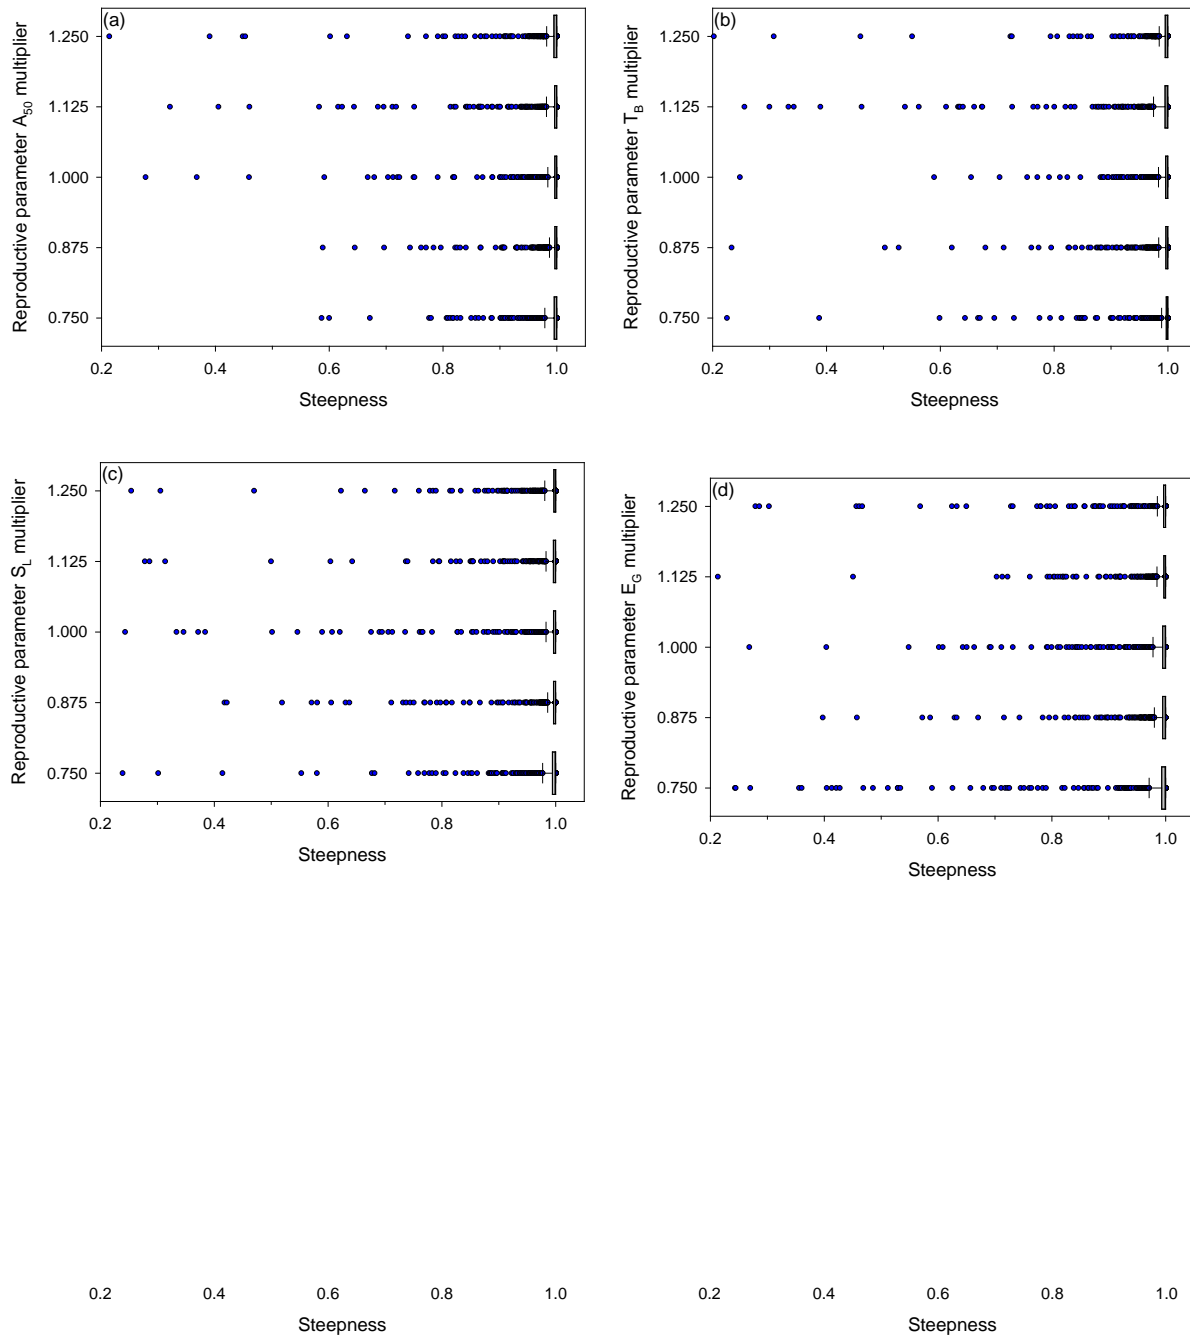 (a)
Reproductive parameter A50 multiplier
1.250
1.125
1.000
0.875
0.750
0.2 0.4 0.6 0.8 1.0
Steepness
(b)
Reproductive parameter TB multiplier
1.250
1.125
1.000
0.875
0.750
0.2 0.4 0.6 0.8 1.0
Steepness
(c)
Reproductive parameter SL multiplier
1.250
1.125
1.000
0.875
0.750
0.2 0.4 0.6 0.8 1.0
Steepness
(d)
Reproductive parameter EG multiplier
1.250
1.125
1.000
0.875
0.750
0.2 0.4 0.6 0.8 1.0
Steepness
0.2 0.4 0.6 0.8 1.0
Steepness
0.2 0.4 0.6 0.8 1.0
Steepness